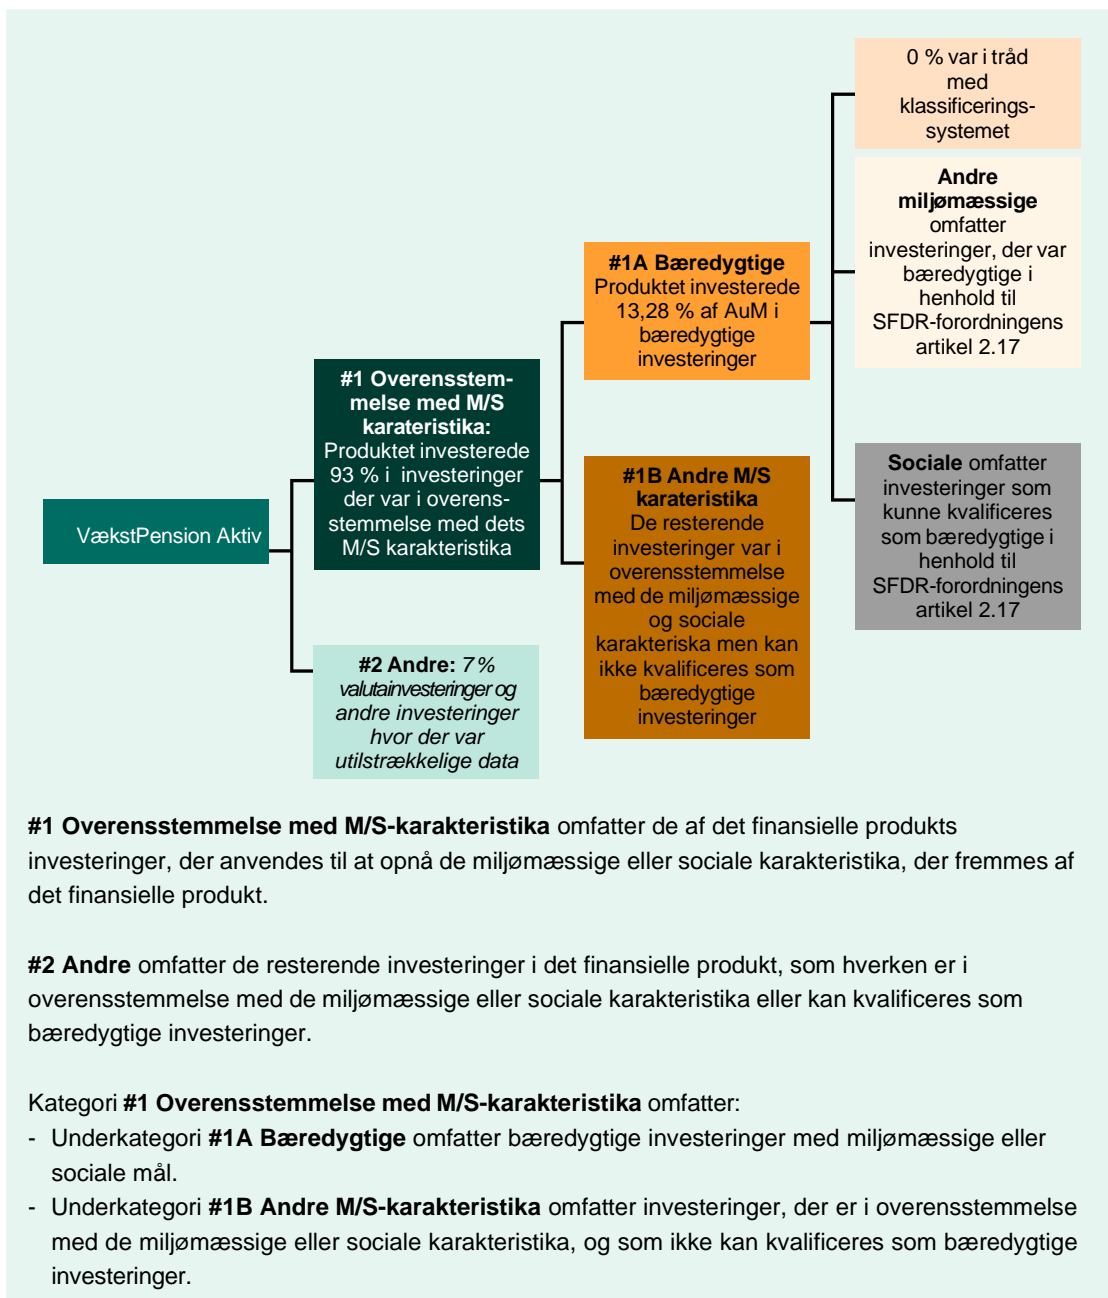 VækstPension Aktiv
#1 Overensstem-
melse med M/S
karateristika:
Produktet investerede
93 % i investeringer
der var i overens-
stemmelse med dets
M/S karakteristika
#2 Andre: 7 %
valutainvesteringer og
andre investeringer
hvor der var
utilstrækkelige data
#1A Bæredygtige
Produktet investerede
13,28 % af AuM i
bæredygtige
investeringer
#1B Andre M/S
karateristika
De resterende
investeringer var i
overensstemmelse
med de miljømæssige
og sociale
karakteriska men kan
ikke kvalificeres som
bæredygtige
investeringer
0 % var i tråd
med
klassificerings-
systemet
Andre
miljømæssige
omfatter
investeringer, der var
bæredygtige i
henhold til
SFDR-forordningens
artikel 2.17
Sociale omfatter
investeringer som
kunne kvalificeres
som bæredygtige i
henhold til
SFDR-forordningens
artikel 2.17
#1 Overensstemmelse med M/S-karakteristika omfatter de af det finansielle produkts
investeringer, der anvendes til at opnå de miljømæssige eller sociale karakteristika, der fremmes af
det finansielle produkt.
#2 Andre omfatter de resterende investeringer i det finansielle produkt, som hverken er i
overensstemmelse med de miljømæssige eller sociale karakteristika eller kan kvalificeres som
bæredygtige investeringer.
Kategori #1 Overensstemmelse med M/S-karakteristika omfatter:
- Underkategori #1A Bæredygtige omfatter bæredygtige investeringer med miljømæssige eller
sociale mål.
- Underkategori #1B Andre M/S-karakteristika omfatter investeringer, der er i overensstemmelse
med de miljømæssige eller sociale karakteristika, og som ikke kan kvalificeres som bæredygtige
investeringer.